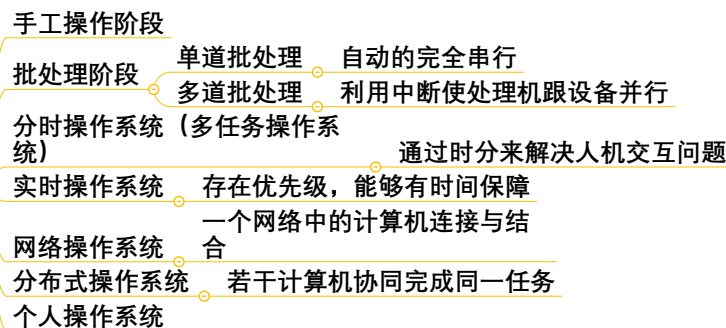 手工操作阶段
批处理阶段
单道批处理 自动的完全串行
多道批处理 利用中断使处理机跟设备并行
分时操作系统（多任务操作系
统） 通过时分来解决人机交互问题
实时操作系统 存在优先级，能够有时间保障
网络操作系统 一个网络中的计算机连接与结
合
分布式操作系统 若干计算机协同完成同一任务
个人操作系统